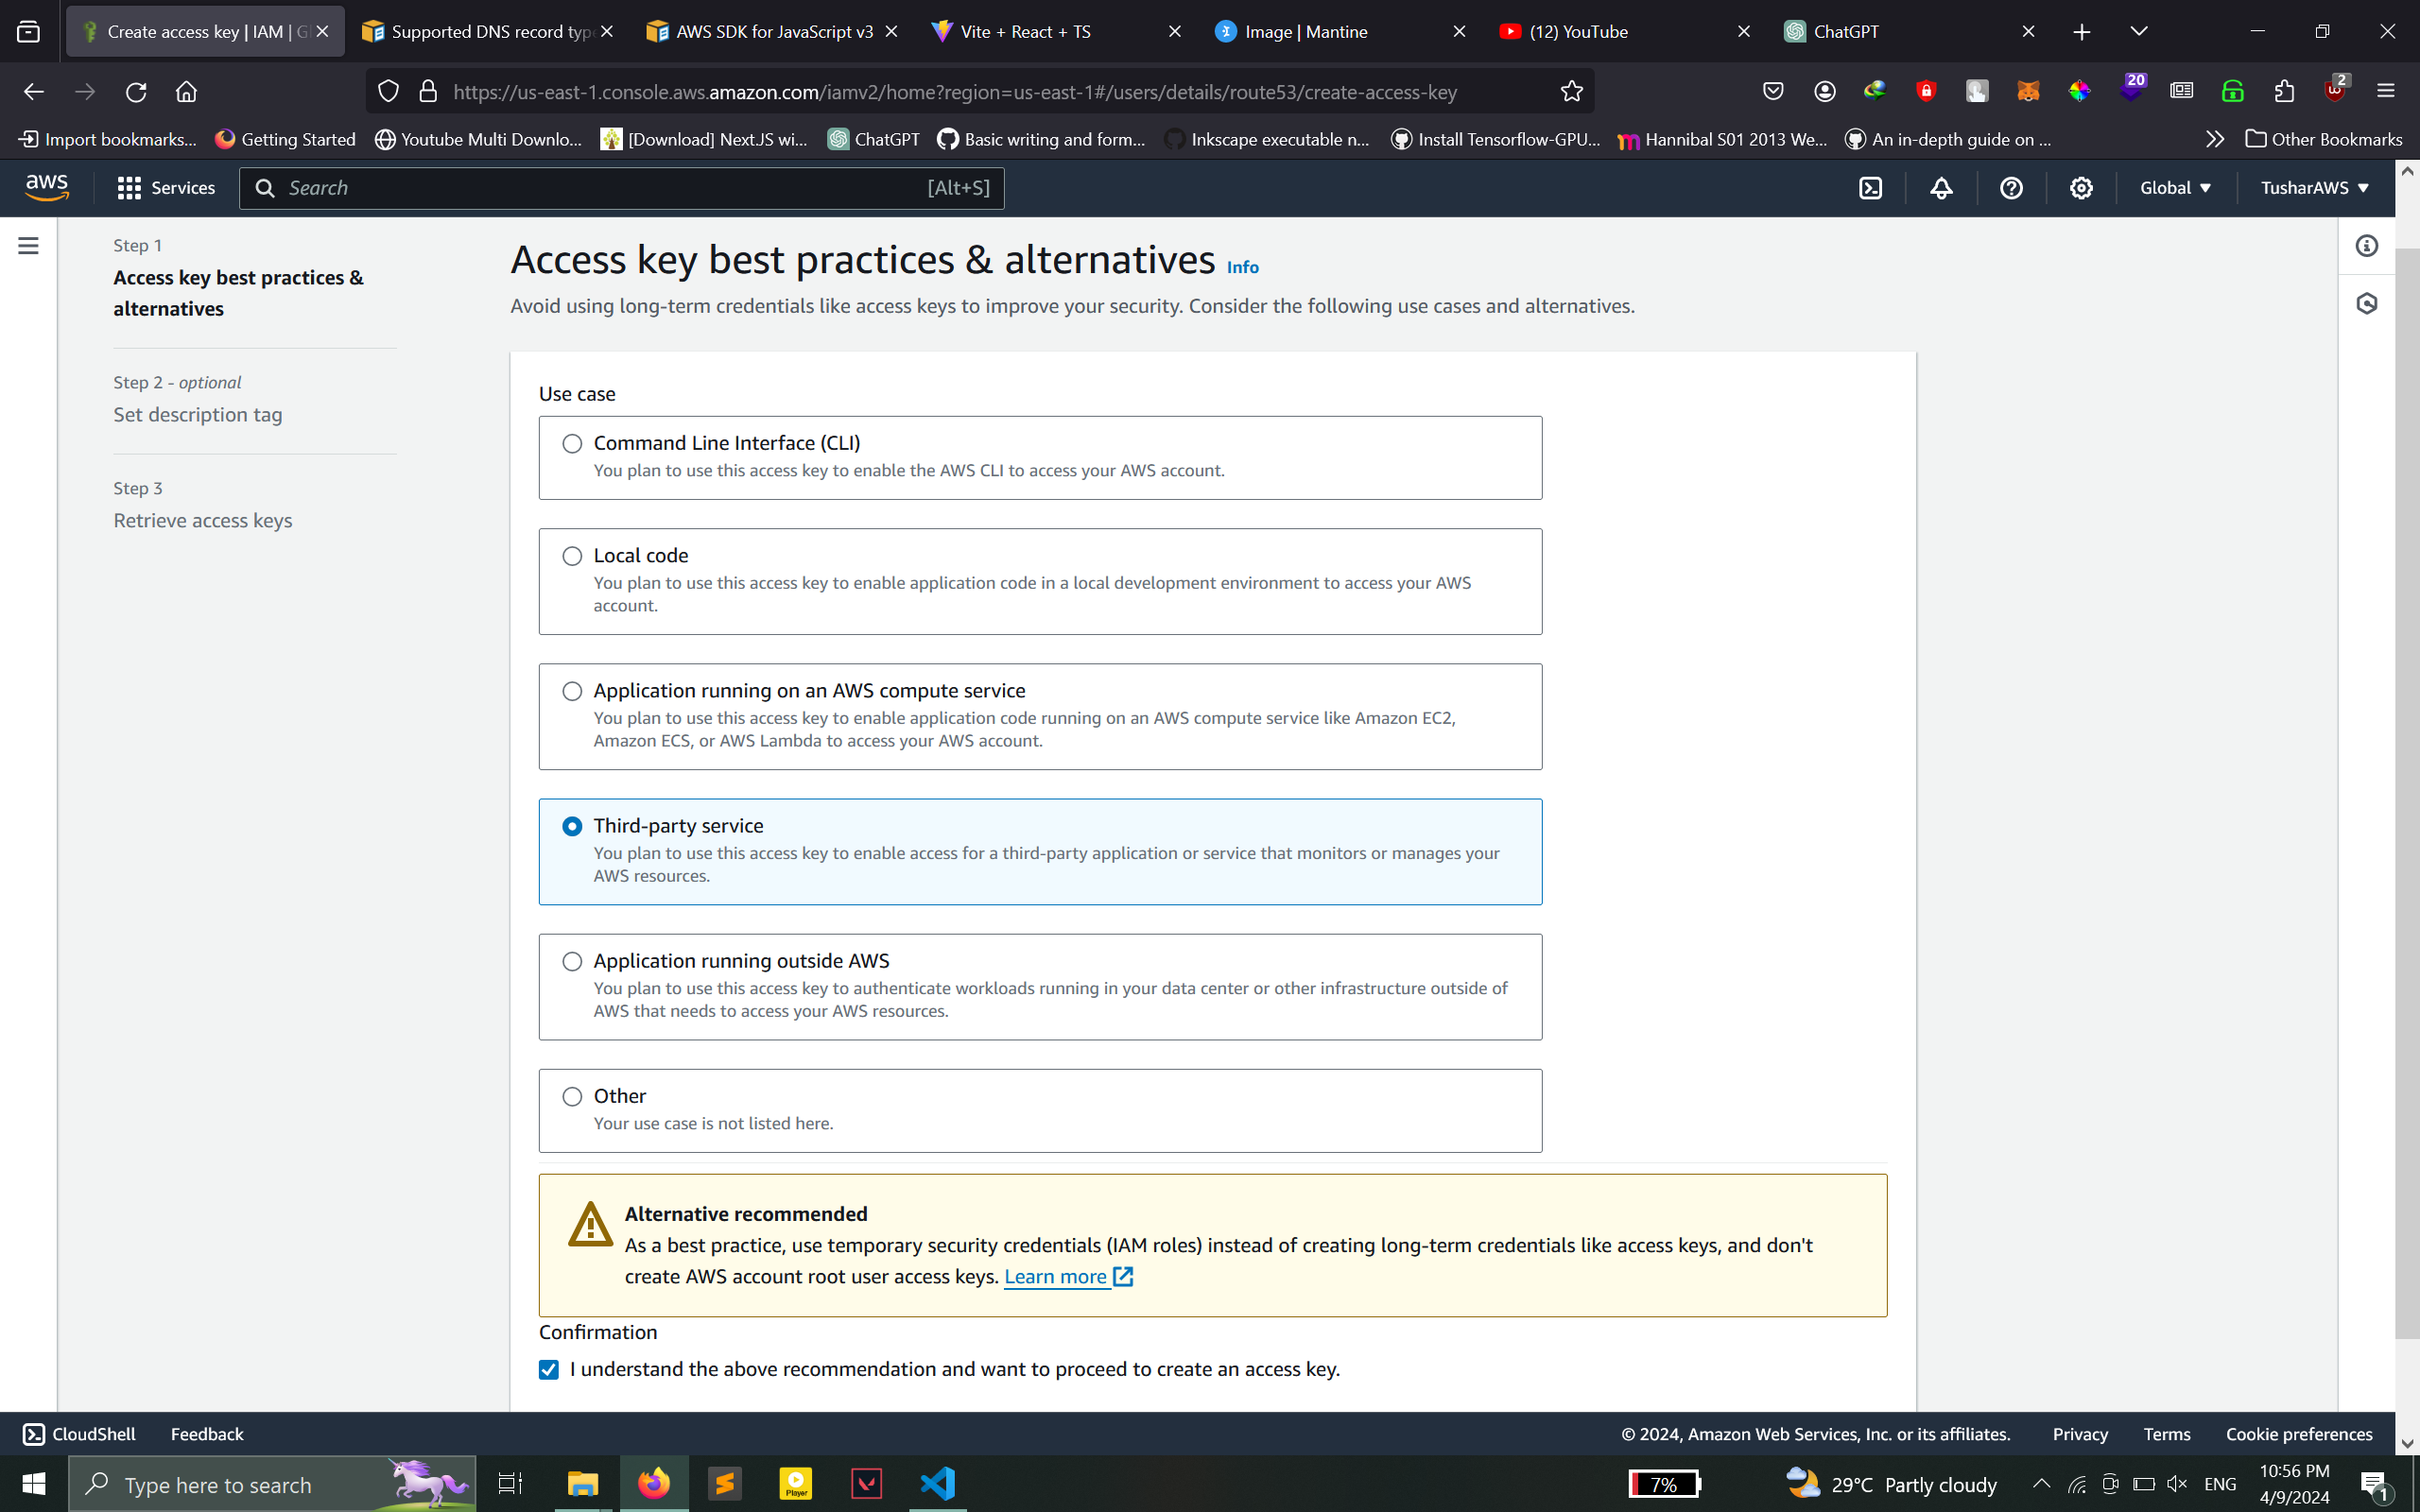 Create access key | IAM | Gl
Supported DNS record type
AWS SDK for JavaScript v3
Vite + React + TS
Image | Mantine
(12) YouTube
ChatGPT
https://us-east-1.console.aws.amazon.com/iamv2/home?region=us-east-1#/users/details/route53/create-access-key
20
2
Import bookmarks...
Getting Started
Youtube Multi Downlo...
[Download] Next.JS wi...
ChatGPT
Basic writing and form...
Inkscape executable n...
Install Tensorflow-GPU...
Hannibal S01 2013 We...
An in-depth guide on ...
Other Bookmarks
aws
Services
Search
[Alt+S]
Global
TusharAWS
Step 1
Access key best practices &
alternatives
Step 2 - optional
Set description tag
Step 3
Retrieve access keys
Access key best practices & alternatives Info
Avoid using long-term credentials like access keys to improve your security. Consider the following use cases and alternatives.
Use case
Command Line Interface (CLI)
You plan to use this access key to enable the AWS CLI to access your AWS account.
Local code
You plan to use this access key to enable application code in a local development environment to access your AWS
account.
Application running on an AWS compute service
You plan to use this access key to enable application code running on an AWS compute service like Amazon EC2,
Amazon ECS, or AWS Lambda to access your AWS account.
Third-party service
You plan to use this access key to enable access for a third-party application or service that monitors or manages your
AWS resources.
Application running outside AWS
You plan to use this access key to authenticate workloads running in your data center or other infrastructure outside of
AWS that needs to access your AWS resources.
Other
Your use case is not listed here.
Alternative recommended
As a best practice, use temporary security credentials (IAM roles) instead of creating long-term credentials like access keys, and don't
create AWS account root user access keys. Learn more
Confirmation
I understand the above recommendation and want to proceed to create an access key.
CloudShell
Feedback
© 2024, Amazon Web Services, Inc. or its affiliates.
Privacy
Terms
Cookie preferences
Type here to search
Player
7%
29°C Partly cloudy
ENG
10:56 PM
4/9/2024
1